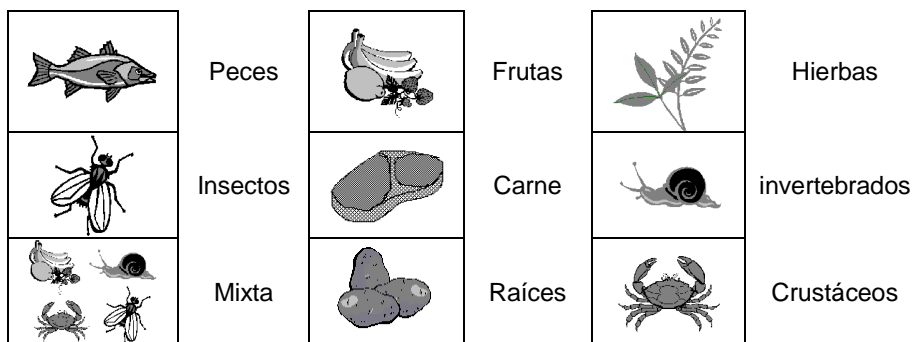 Peces
Frutas
Hierbas
Insectos
Carne
invertebrados
Mixta
Raíces
Crustáceos